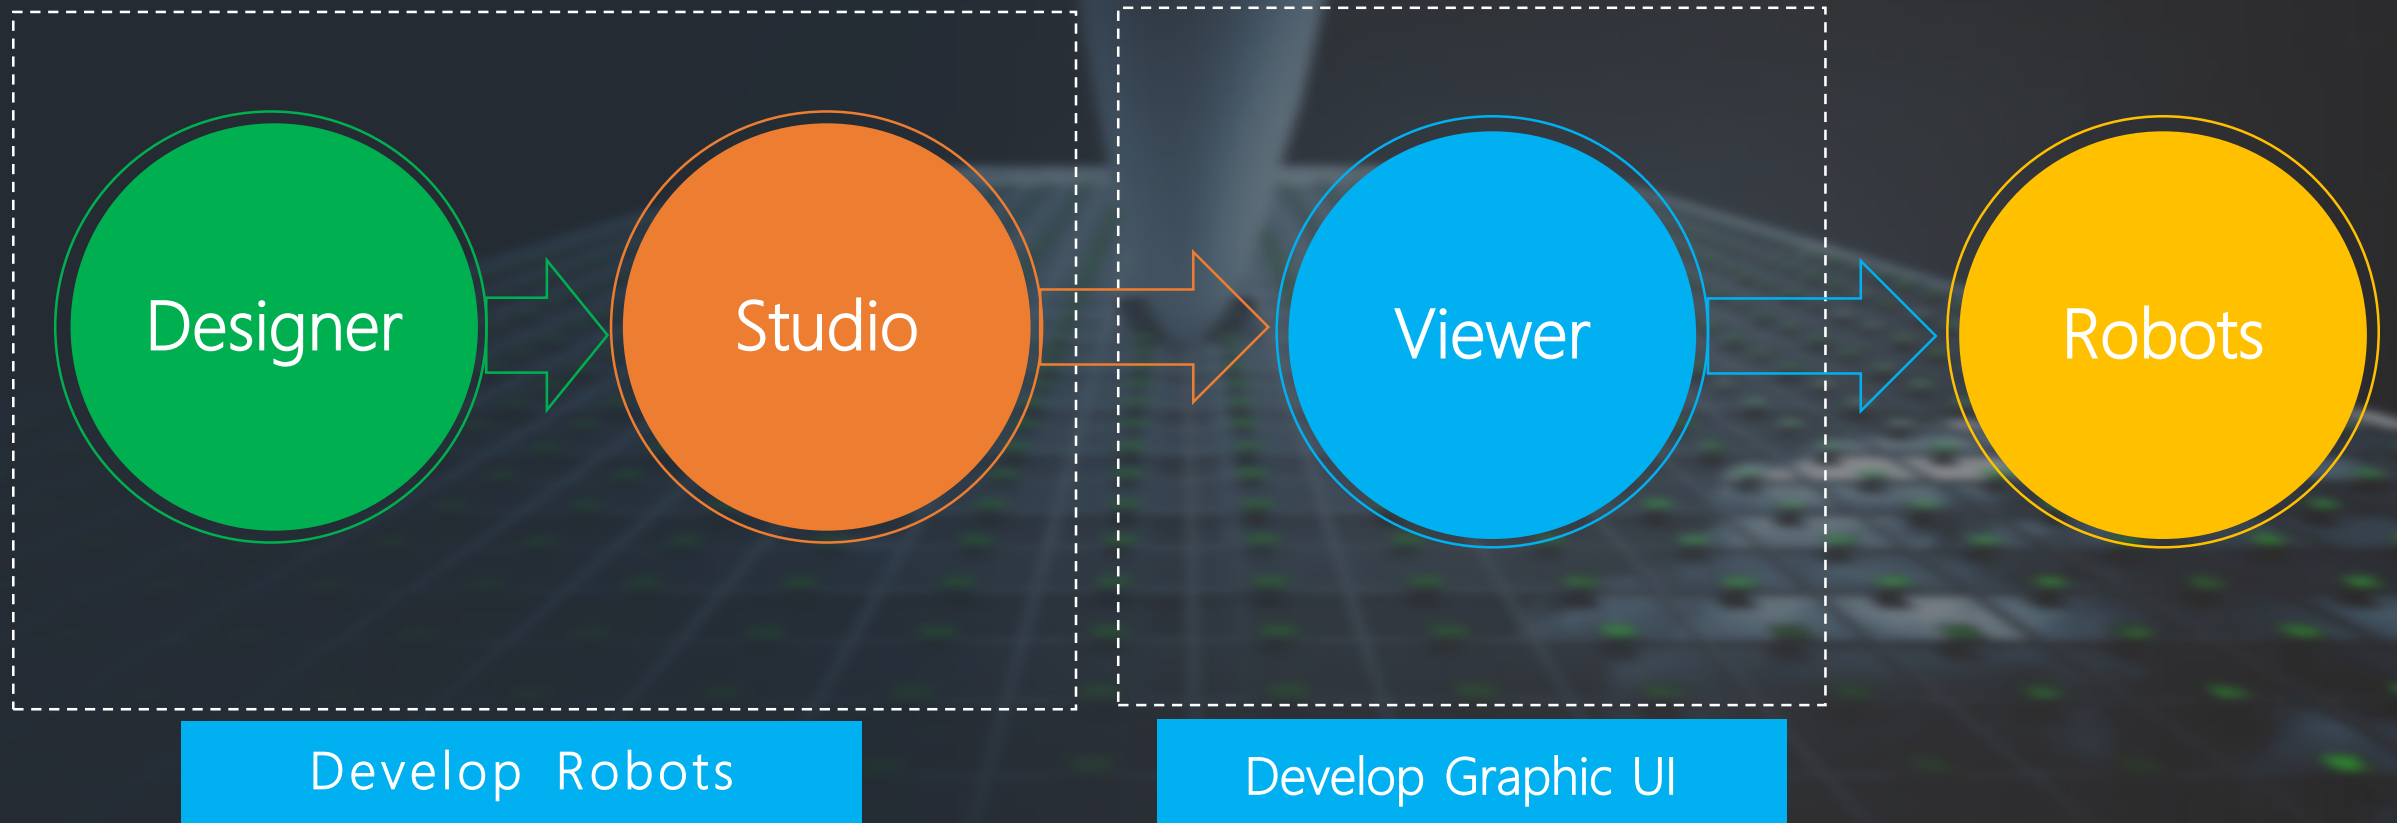 Designer
Studio
Viewer
Robots
Develop Robots
Develop Graphic UI